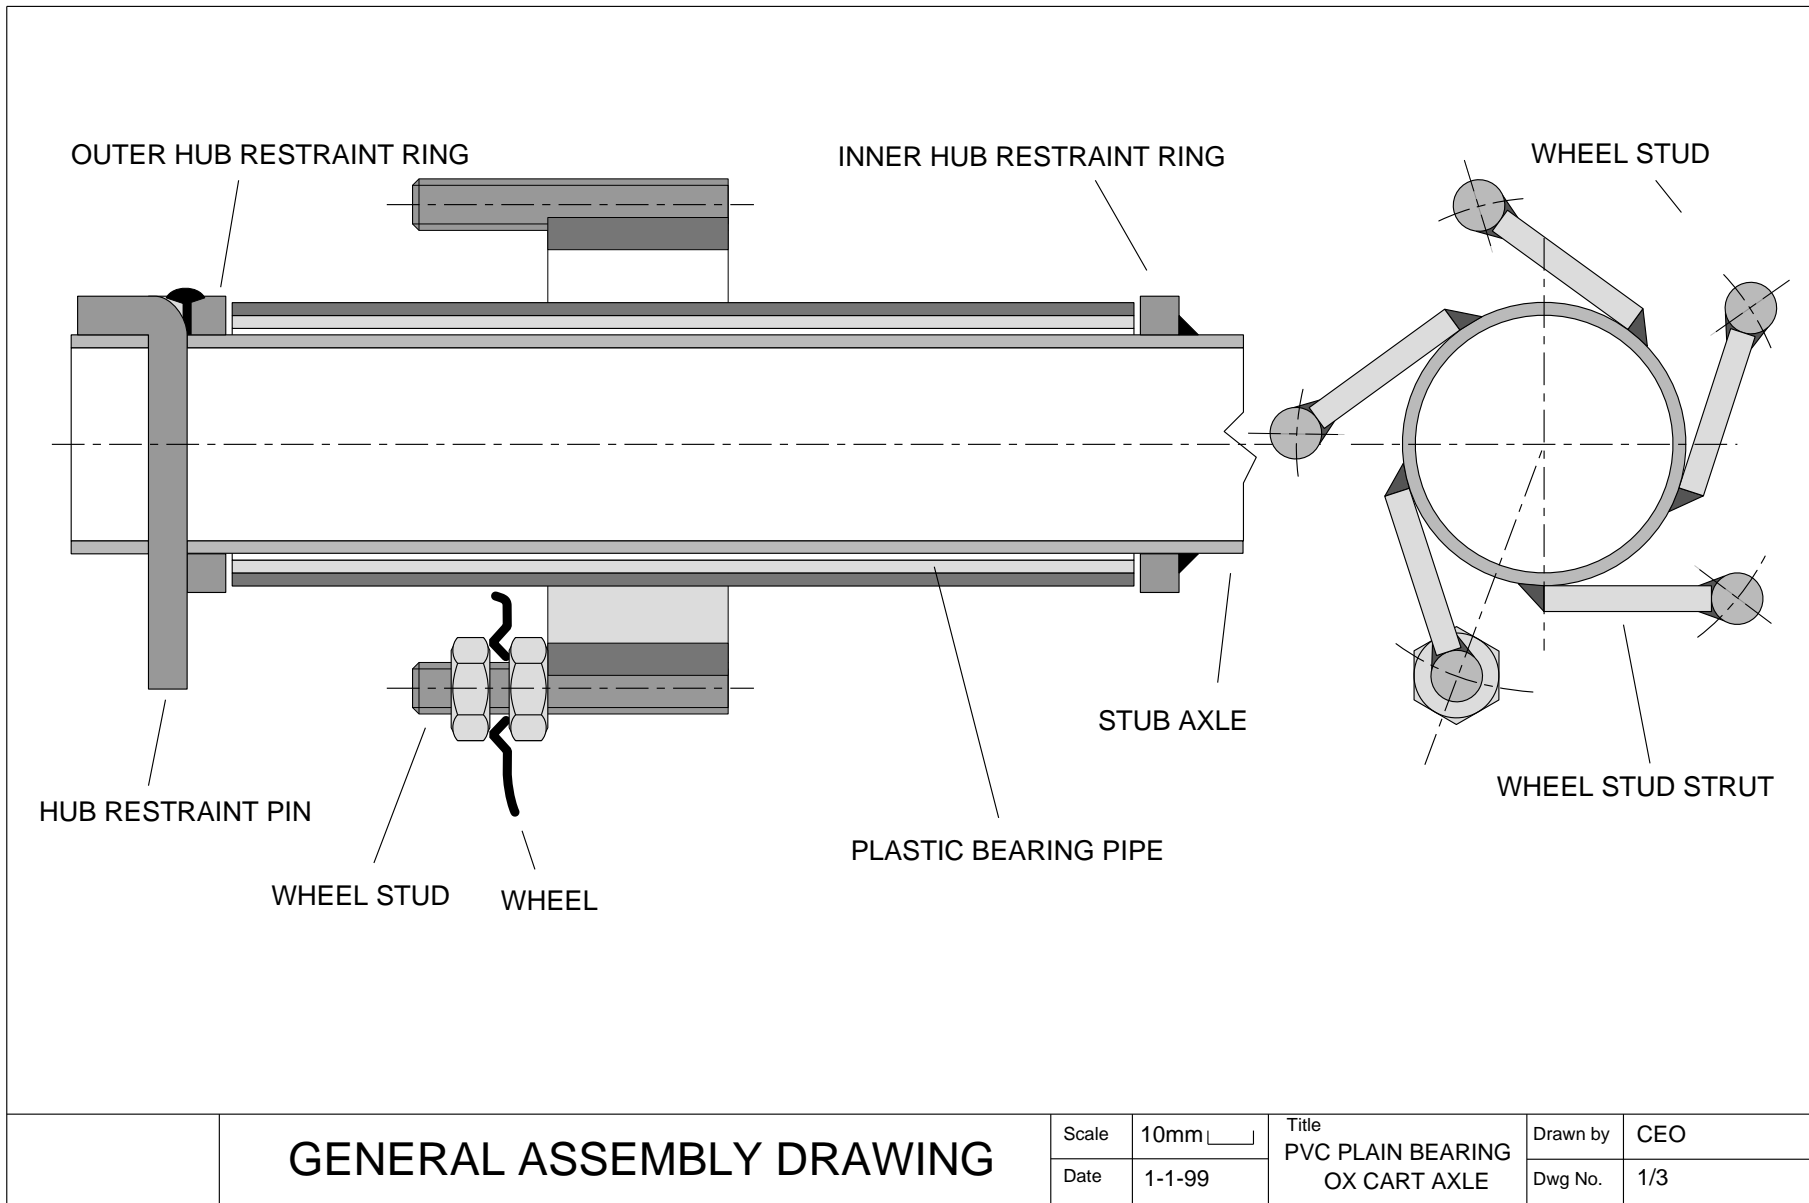 OUTER HUB RESTRAINT RING
INNER HUB RESTRAINT RING
WHEEL STUD
HUB RESTRAINT PIN
WHEEL STUD
WHEEL
PLASTIC BEARING PIPE
STUB AXLE
WHEEL STUD STRUT
GENERAL ASSEMBLY DRAWING
Scale
10mm
Date
1-1-99
Title
PVC PLAIN BEARING
OX CART AXLE
Drawn by
CEO
Dwg No.
1/3